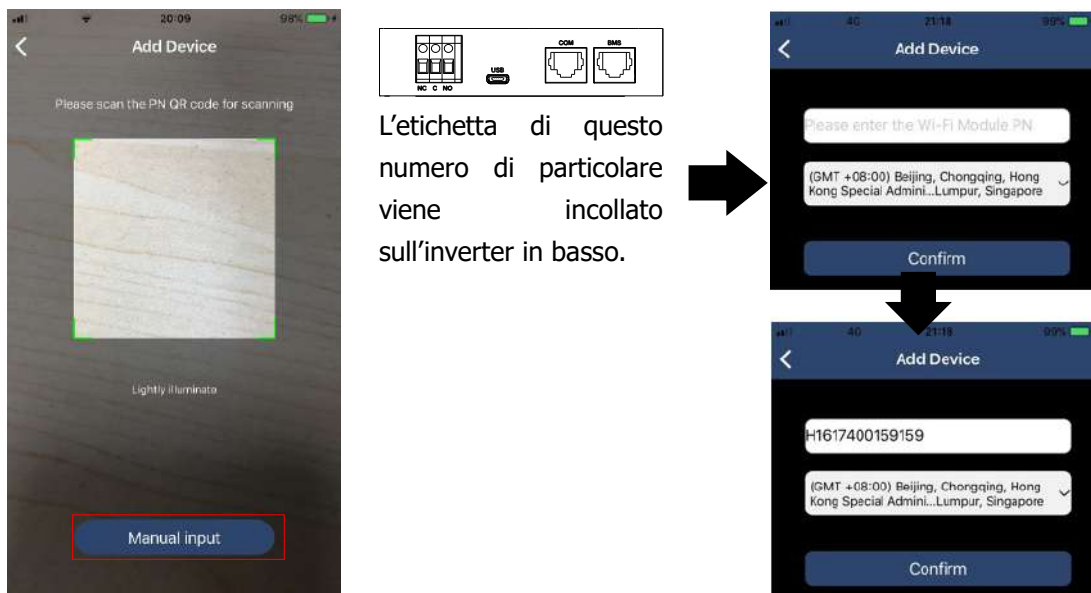 20:09
98%
Add Device
Please scan the PN QR code for scanning
Lightly illuminate
Manual input
USB
COM
BMS
NC C NO
L’etichetta di questo
numero di particolare
viene incollato
sull’inverter in basso.
4G 21:18 99%
Add Device
Please enter the Wi-Fi Module PN
(GMT +08:00) Beijing, Chongqing, Hong
Kong Special Admini...Lumpur, Singapore
Confirm
4G 21:18 99%
Add Device
H1617400159159
(GMT +08:00) Beijing, Chongqing, Hong
Kong Special Admini...Lumpur, Singapore
Confirm